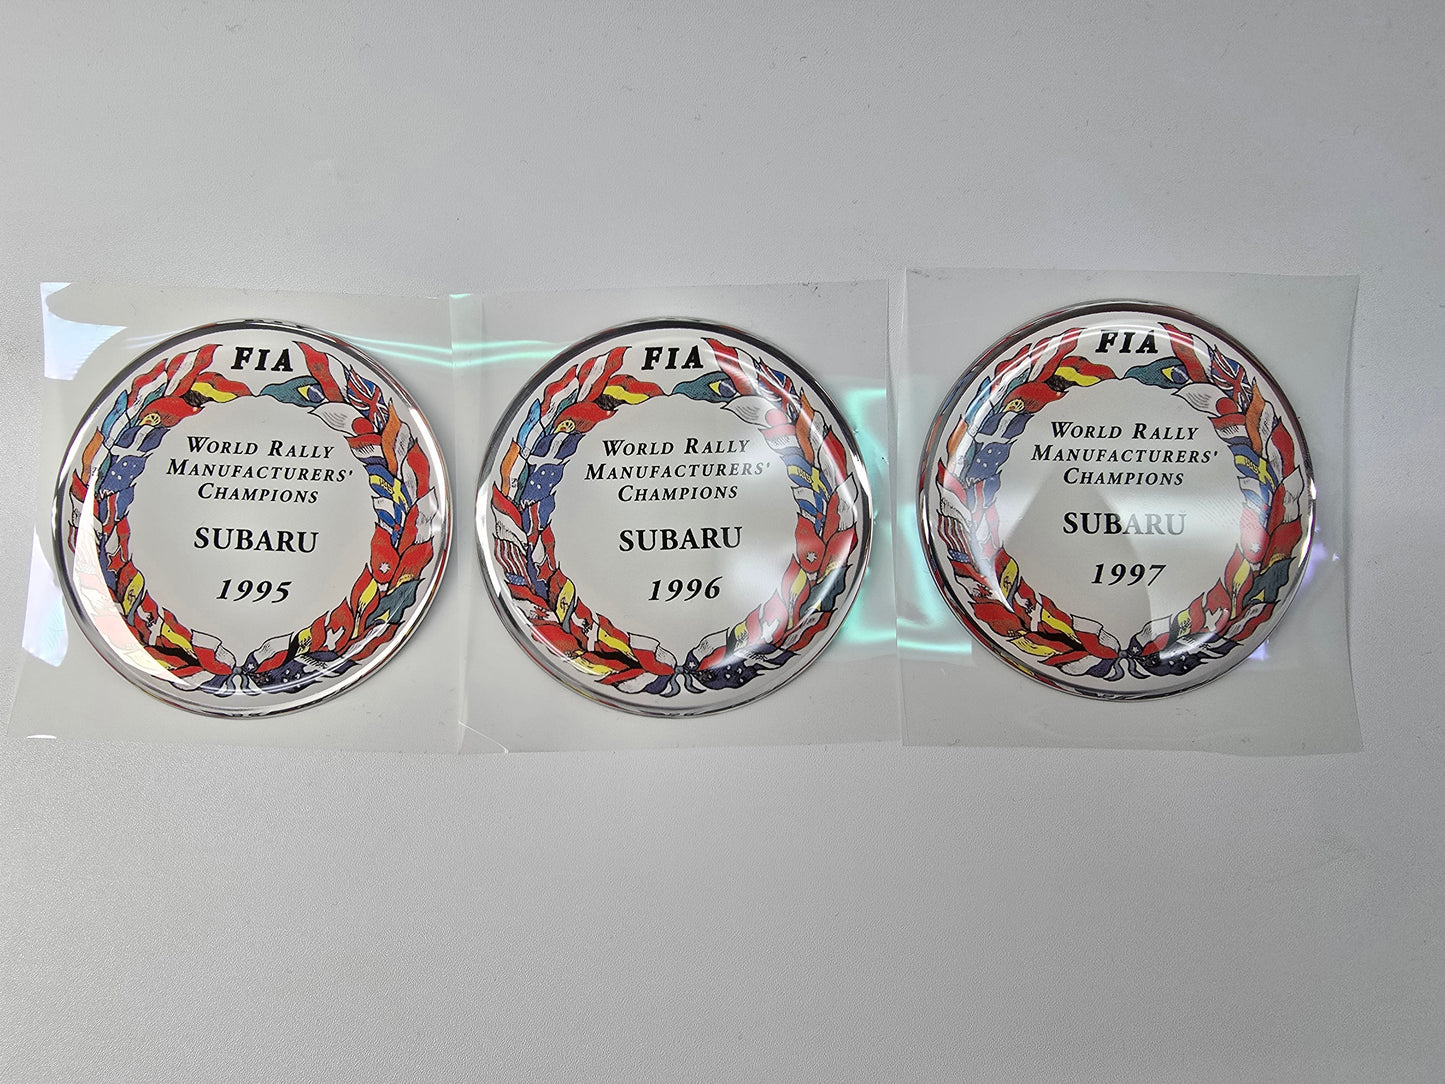 FIA
WORLD RALLY
MANUFACTURERS'
CHAMPIONS
SUBARU
1995
FIA
WORLD RALLY
MANUFACTURERS'
CHAMPIONS
SUBARU
1996
FIA
WORLD RALLY
MANUFACTURERS'
CHAMPIONS
SUBARU
1997